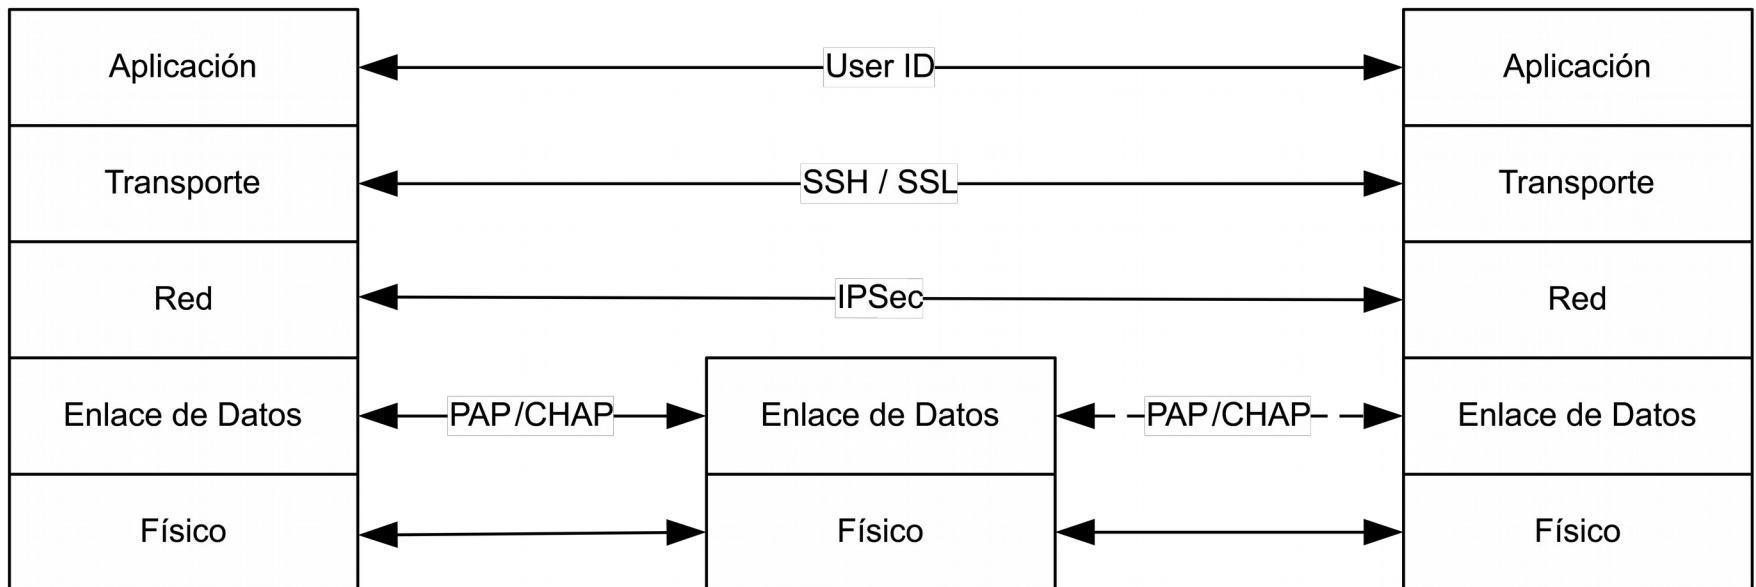 Aplicación User ID Aplicación
Transporte SSH / SSL Transporte
Red IPSec Red
Enlace de Datos PAP/CHAP Enlace de Datos PAP/CHAP Enlace de Datos
Físico Físico Físico